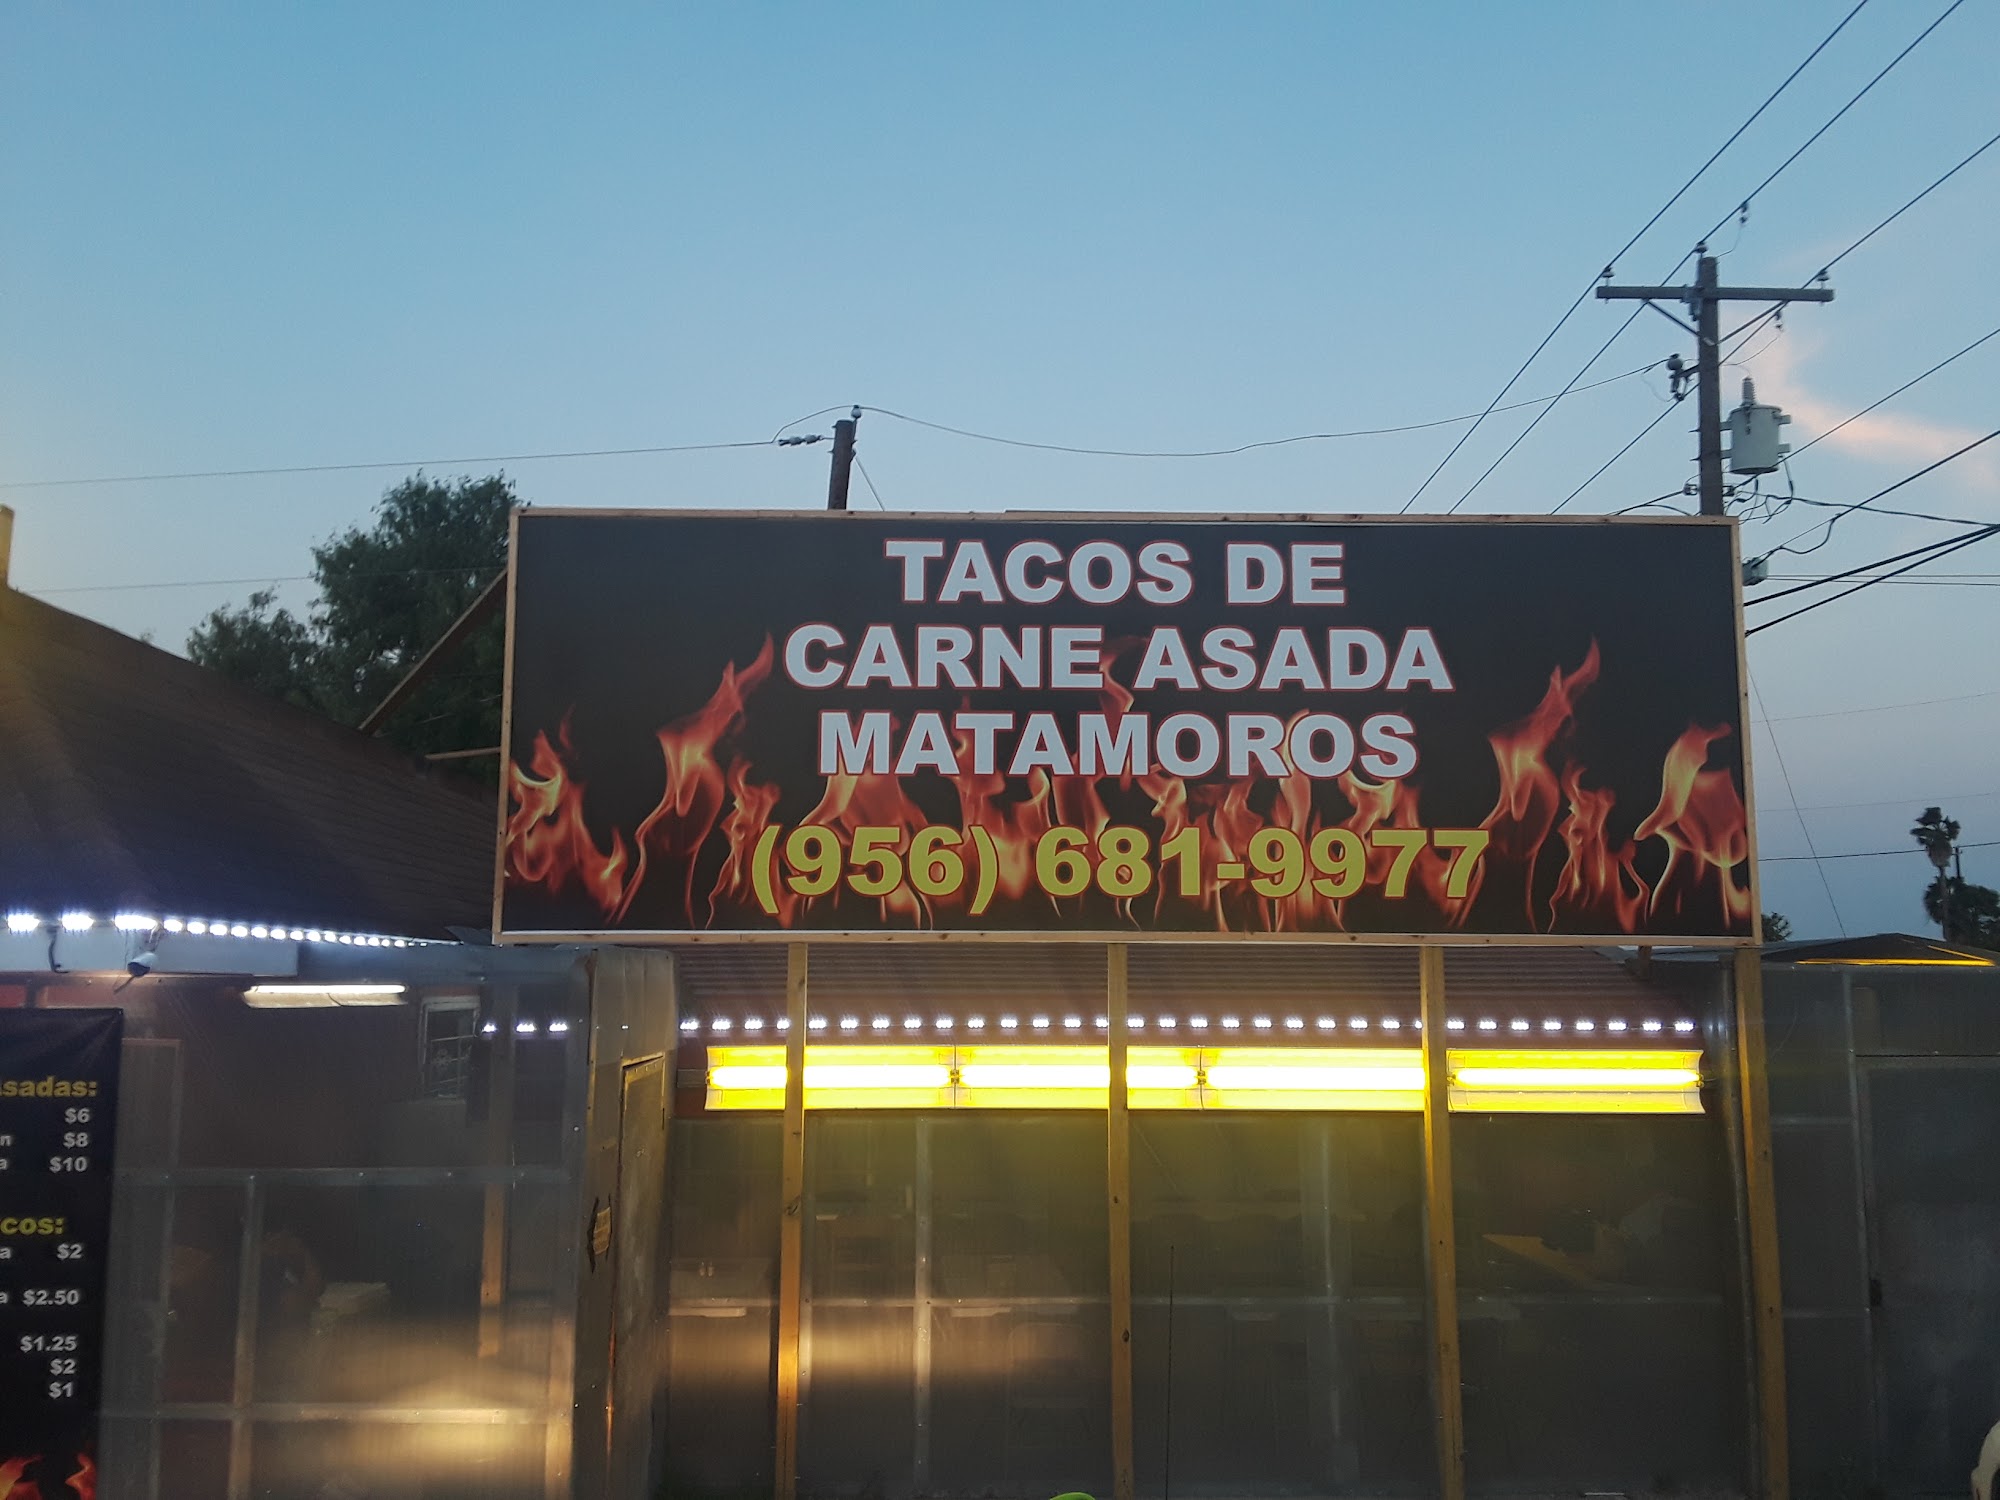 TACOS DE
CARNE ASADA
MATAMOROS
(956) 681-9977
sadas:
$6
n $8
a $10
cos:
a $2
a $2.50
$1.25
$2
$1